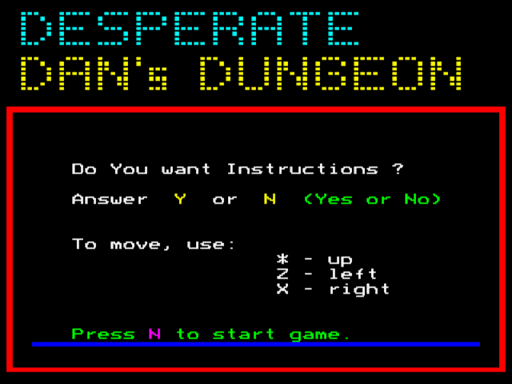 DESPERATE
DAN's DUNGEON
Do You want Instructions ?
Answer Y or N (Yes or No)
To move, use:
* - up
Z - left
X - right
Press N to start game.